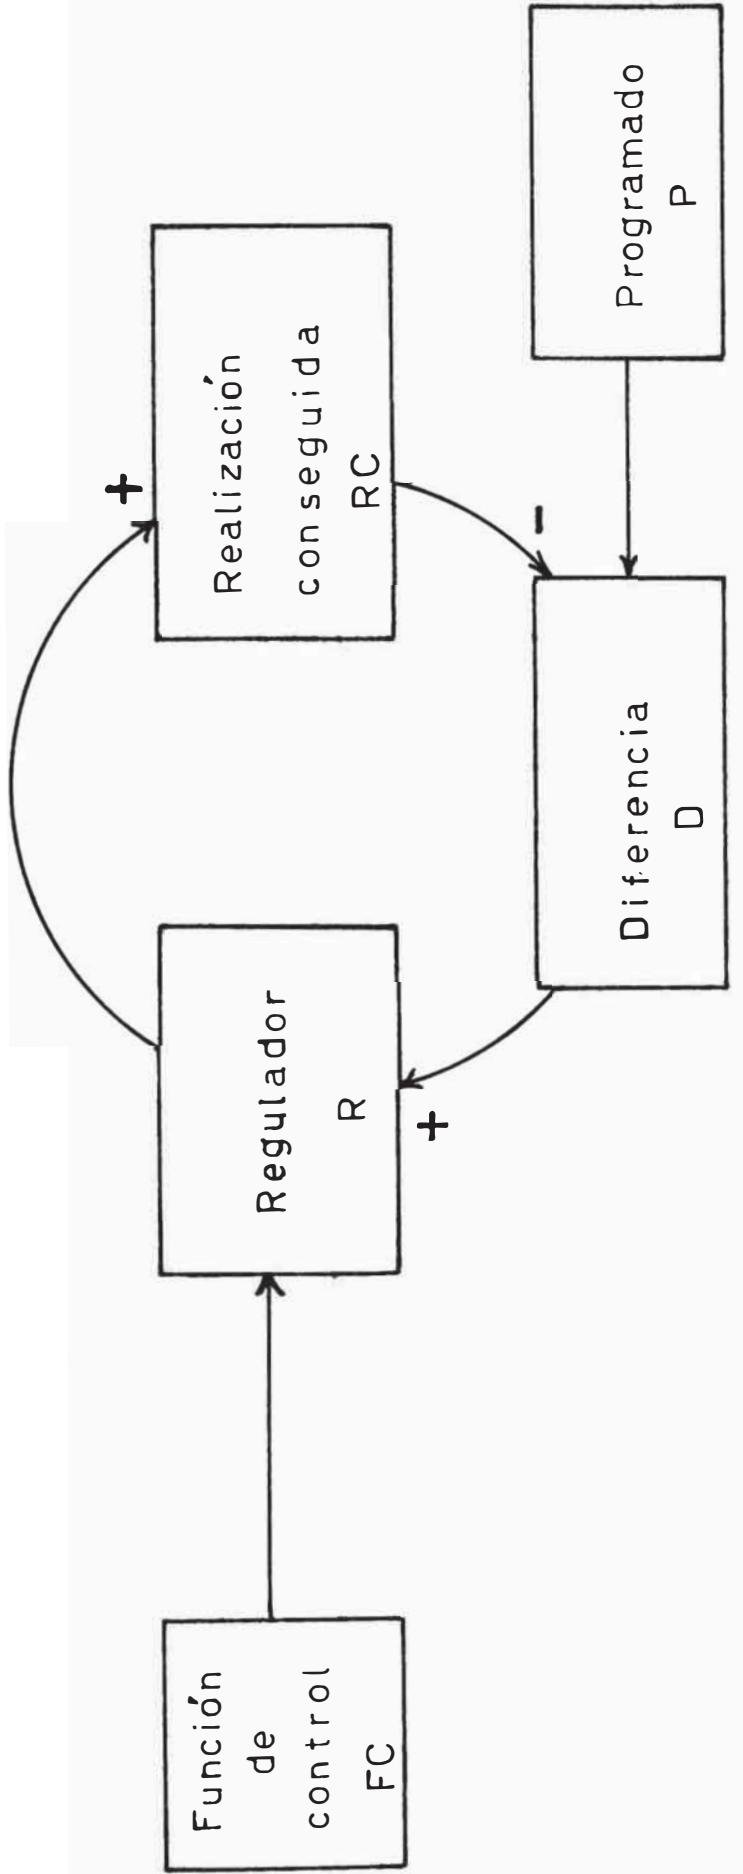 Función
de
control
FC
Regulador
R
+
+
Realización
conseguida
RC
-
Diferencia
D
Programado
P